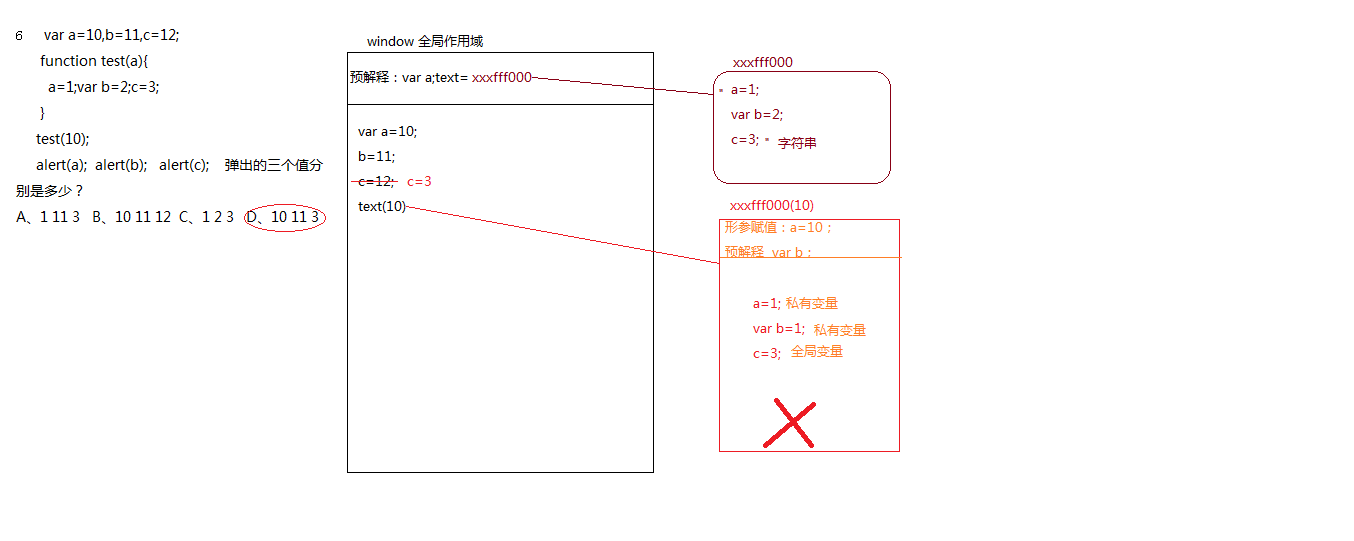 6 var a=10,b=11,c=12;
function test(a){
a=1;var b=2;c=3;
}
test(10);
alert(a); alert(b); alert(c); 弹出的三个值分
别是多少？
A、1 11 3 B、10 11 12 C、1 2 3 D、10 11 3
window 全局作用域
预解释：var a;text= xxxfff000
var a=10;
b=11;
c=12; c=3
text(10)
xxxfff000
a=1;
var b=2;
c=3; 字符串
xxxfff000(10)
形参赋值：a=10；
预解释 var b；
a=1; 私有变量
var b=1; 私有变量
c=3; 全局变量